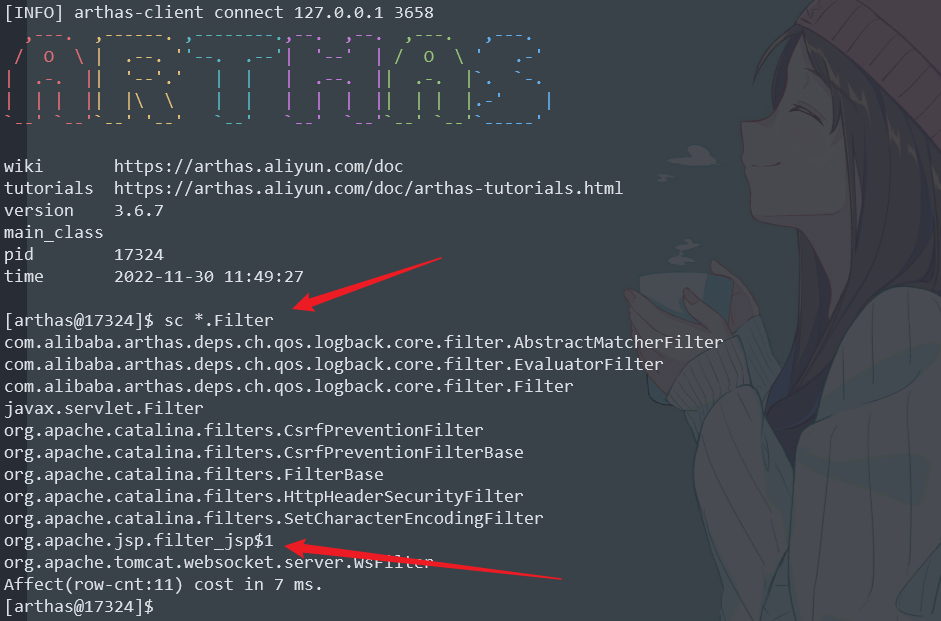 [INFO] arthas-client connect 127.0.0.1 3658
ARTHAS
wiki https://arthas.aliyun.com/doc
tutorials https://arthas.aliyun.com/doc/arthas-tutorials.html
version 3.6.7
main_class
pid 17324
time 2022-11-30 11:49:27
[arthas@17324]$ sc *.Filter
com.alibaba.arthas.deps.ch.qos.logback.core.filter.AbstractMatcherFilter
com.alibaba.arthas.deps.ch.qos.logback.core.filter.EvaluatorFilter
com.alibaba.arthas.deps.ch.qos.logback.core.filter.Filter
javax.servlet.Filter
org.apache.catalina.filters.CsrfPreventionFilter
org.apache.catalina.filters.CsrfPreventionFilterBase
org.apache.catalina.filters.FilterBase
org.apache.catalina.filters.HttpHeaderSecurityFilter
org.apache.catalina.filters.SetCharacterEncodingFilter
org.apache.jsp.filter_jsp$1
org.apache.tomcat.websocket.server.WsFilter
Affect(row-cnt:11) cost in 7 ms.
[arthas@17324]$